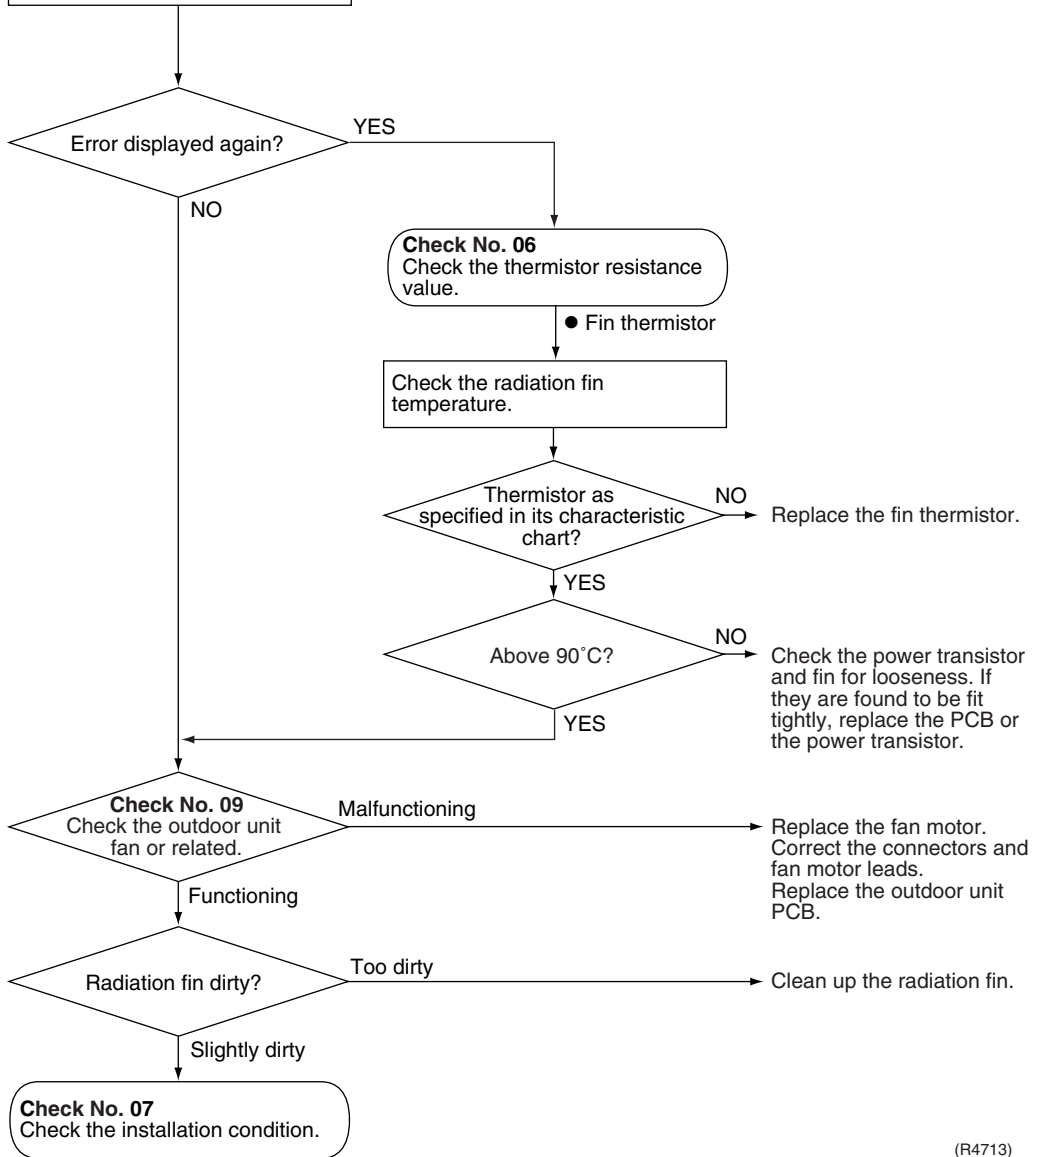 Error displayed again?
YES
NO
Check No. 06
Check the thermistor resistance
value.
● Fin thermistor
Check the radiation fin
temperature.
Thermistor as
specified in its characteristic
chart?
NO
Replace the fin thermistor.
YES
Above 90˚C?
NO
Check the power transistor
and fin for looseness. If
they are found to be fit
tightly, replace the PCB or
the power transistor.
YES
Check No. 09
Check the outdoor unit
fan or related.
Malfunctioning
Replace the fan motor.
Correct the connectors and
fan motor leads.
Replace the outdoor unit
PCB.
Functioning
Radiation fin dirty?
Too dirty
Clean up the radiation fin.
Slightly dirty
Check No. 07
Check the installation condition.
(R4713)